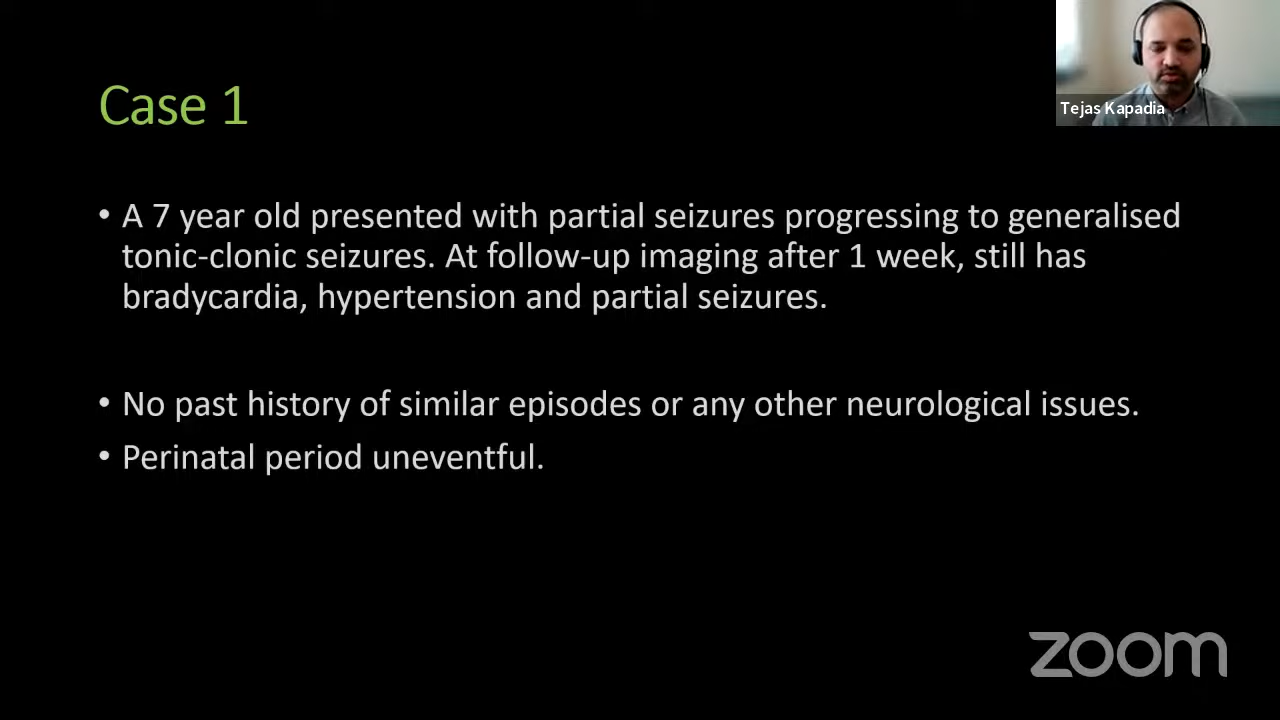 Tejas Kapadia
Case 1
• A 7 year old presented with partial seizures progressing to generalised
tonic-clonic seizures. At follow-up imaging after 1 week, still has
bradycardia, hypertension and partial seizures.
• No past history of similar episodes or any other neurological issues.
• Perinatal period uneventful.
zoom